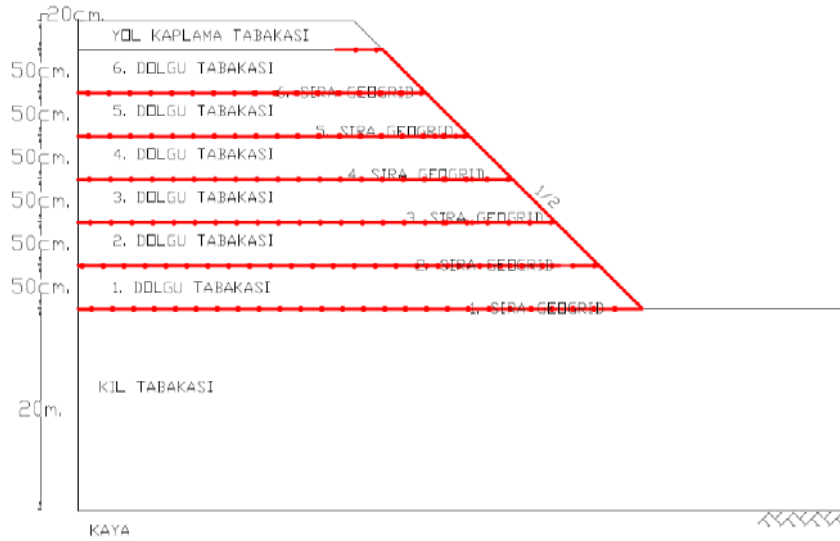 20cm.
YOL KAPLAMA TABAKASI
50cm.
6. DOLGU TABAKASI
6. SIRA GEOGRID
50cm.
5. DOLGU TABAKASI
5. SIRA GEOGRID
50cm.
4. DOLGU TABAKASI
4. SIRA GEOGRID
50cm.
3. DOLGU TABAKASI
1/2
3. SIRA GEOGRID
50cm.
2. DOLGU TABAKASI
2. SIRA GEOGRID
50cm.
1. DOLGU TABAKASI
1. SIRA GEOGRID
KIL TABAKASI
20m.
KAYA